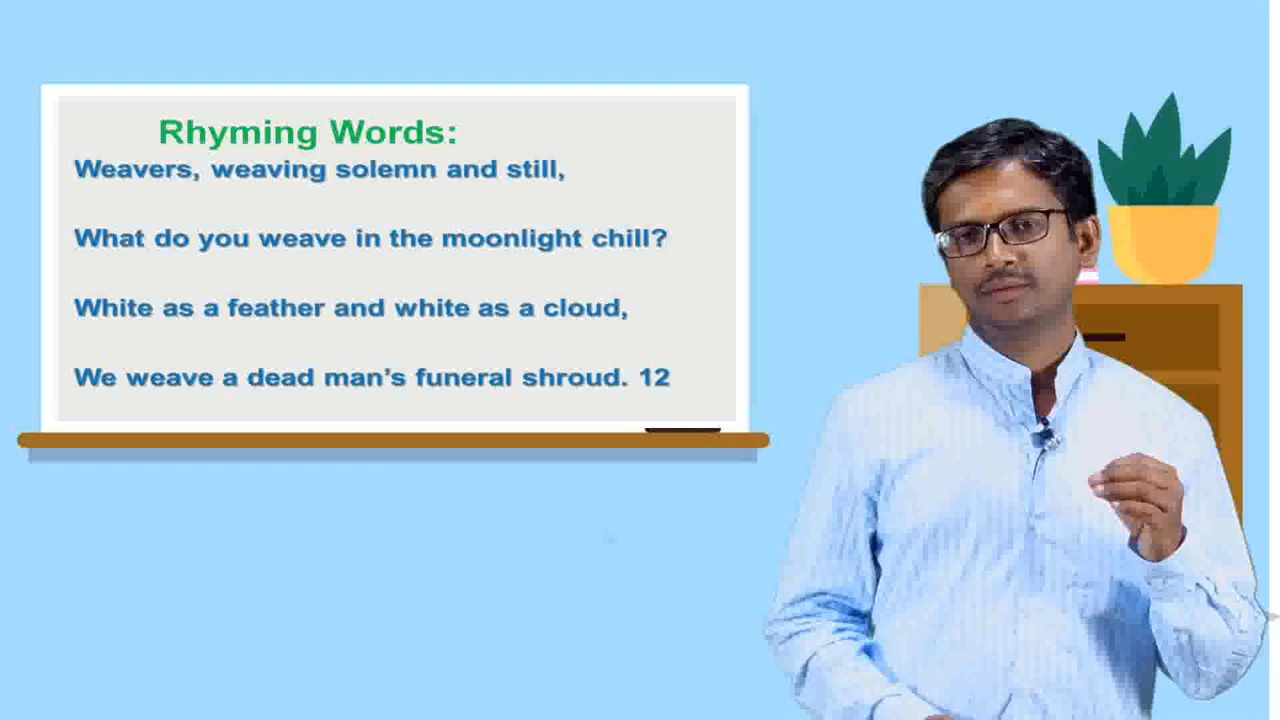 Rhyming Words:
Weavers, weaving solemn and still,
What do you weave in the moonlight chill?
White as a feather and white as a cloud,
We weave a dead man’s funeral shroud. 12